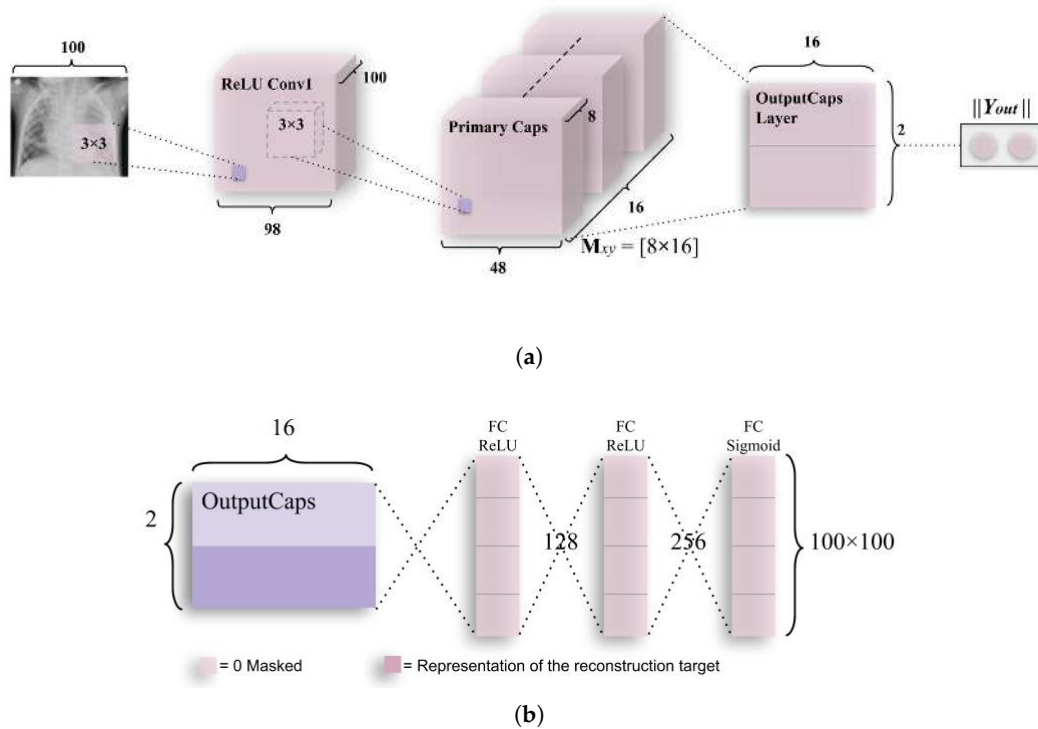 100
3×3
ReLU Conv1
100
3×3
98
Primary Caps
8
16
48
Mxy = [8×16]
16
OutputCaps
Layer
2
||Yout||
(a)
16
2
OutputCaps
FC
ReLU
128
FC
ReLU
256
FC
Sigmoid
100×100
= 0 Masked
= Representation of the reconstruction target
(b)